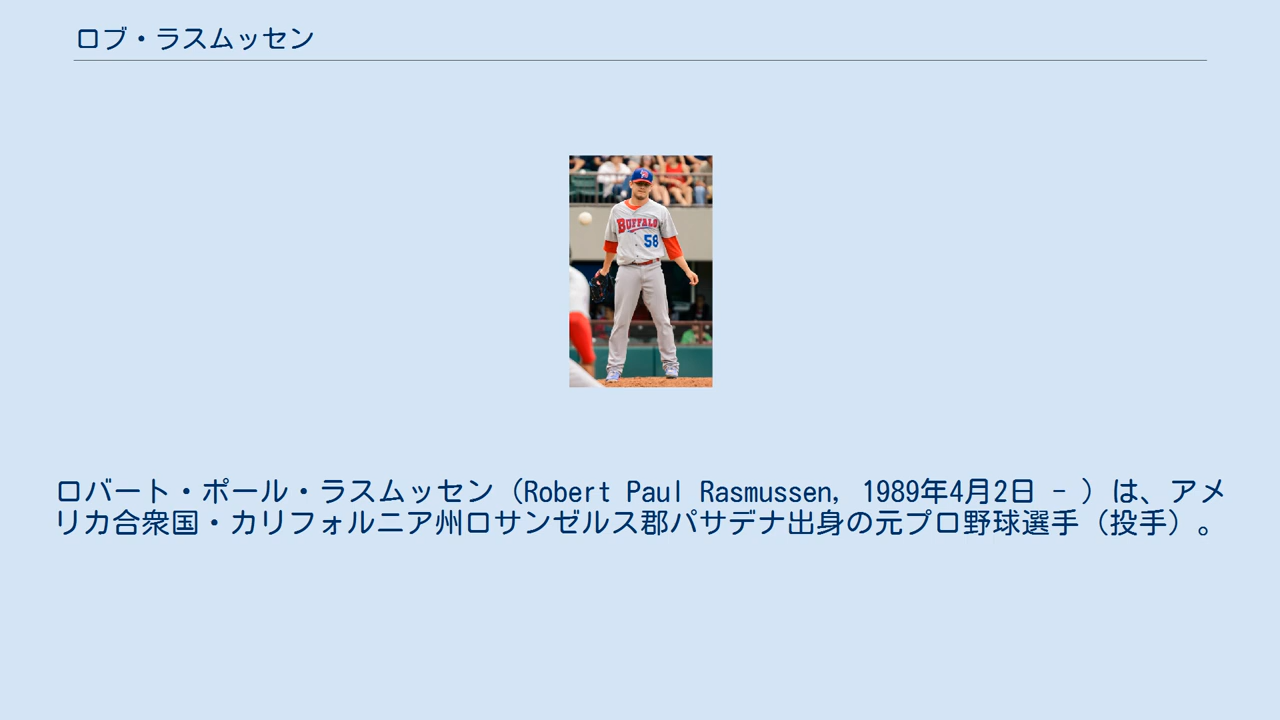 ロブ・ラスムッセン
BUFFALO
58
ロバート・ポール・ラスムッセン（Robert Paul Rasmussen, 1989年4月2日 - ）は、アメ
リカ合衆国・カリフォルニア州ロサンゼルス郡パサデナ出身の元プロ野球選手（投手）。